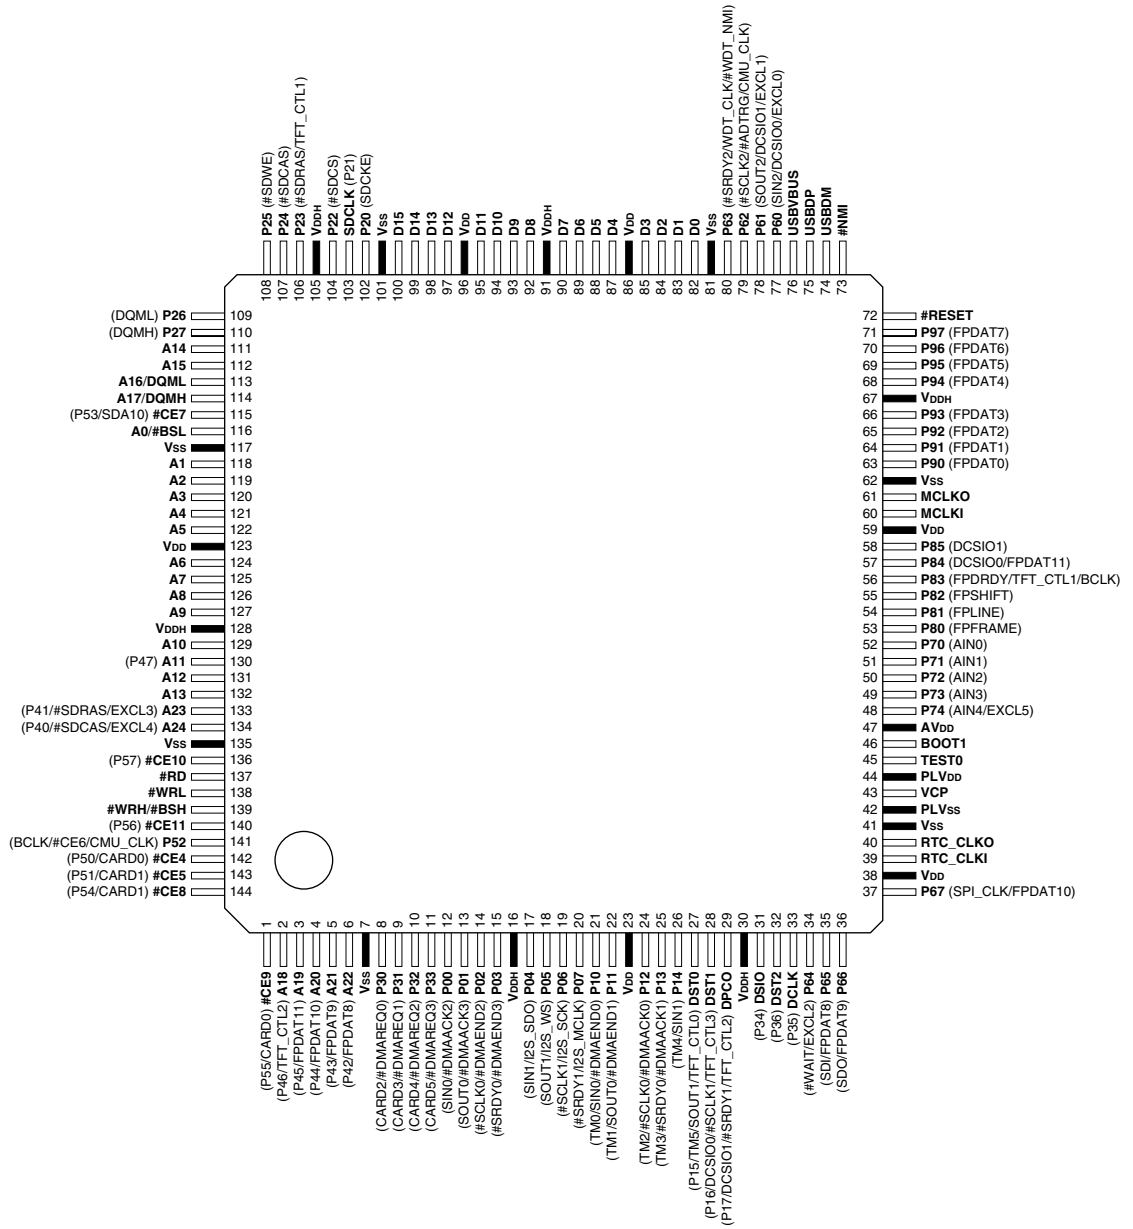 P25 (#SDWE)
P24 (#SDCAS)
P23 (#SDRAS/TFT_CTL1)
VDDH
P22 (#SDCS)
SDCLK (P21)
P20 (SDCKE)
VSS
D15
D14
D13
D12
VDD
D11
D10
D9
D8
VDDH
D7
D6
D5
D4
VDD
D3
D2
D1
D0
VSS
P63 (#SRDY2/WDT_CLK/#WDT_NMI)
P62 (#SCLK2/#ADTRG/CMU_CLK)
P61 (SOUT2/DCSIO1/EXCL1)
P60 (SIN2/DCSIO0/EXCL0)
USBVBUS
USBDP
USBDM
#NMI
108
107
106
105
104
103
102
101
100
99
98
97
96
95
94
93
92
91
90
89
88
87
86
85
84
83
82
81
80
79
78
77
76
75
74
73
(DQML) P26 109
(DQMH) P27 110
A14 111
A15 112
A16/DQML 113
A17/DQMH 114
(P53/SDA10) #CE7 115
A0/#BSL 116
VSS 117
A1 118
A2 119
A3 120
A4 121
A5 122
VDD 123
A6 124
A7 125
A8 126
A9 127
VDDH 128
A10 129
(P47) A11 130
A12 131
A13 132
(P41/#SDRAS/EXCL3) A23 133
(P40/#SDCAS/EXCL4) A24 134
VSS 135
(P57) #CE10 136
#RD 137
#WRL 138
#WRH/#BSH 139
(P56) #CE11 140
(BCLK/#CE6/CMU_CLK) P52 141
(P50/CARD0) #CE4 142
(P51/CARD1) #CE5 143
(P54/CARD1) #CE8 144
72 #RESET
71 P97 (FPDAT7)
70 P96 (FPDAT6)
69 P95 (FPDAT5)
68 P94 (FPDAT4)
67 VDDH
66 P93 (FPDAT3)
65 P92 (FPDAT2)
64 P91 (FPDAT1)
63 P90 (FPDAT0)
62 VSS
61 MCLKO
60 MCLKI
59 VDD
58 P85 (DCSIO1)
57 P84 (DCSIO0/FPDAT11)
56 P83 (FPDRDY/TFT_CTL1/BCLK)
55 P82 (FPSHIFT)
54 P81 (FPLINE)
53 P80 (FPFRAME)
52 P70 (AIN0)
51 P71 (AIN1)
50 P72 (AIN2)
49 P73 (AIN3)
48 P74 (AIN4/EXCL5)
47 AVDD
46 BOOT1
45 TEST0
44 PLVDD
43 VCP
42 PLVSS
41 VSS
40 RTC_CLKO
39 RTC_CLKI
38 VDD
37 P67 (SPI_CLK/FPDAT10)
1
2
3
4
5
6
7
8
9
10
11
12
13
14
15
16
17
18
19
20
21
22
23
24
25
26
27
28
29
30
31
32
33
34
35
36
(P55/CARD0) #CE9
(P46/TFT_CTL2) A18
(P45/FPDAT11) A19
(P44/FPDAT10) A20
(P43/FPDAT9) A21
(P42/FPDAT8) A22
VSS
(CARD2/#DMAREQ0) P30
(CARD3/#DMAREQ1) P31
(CARD4/#DMAREQ2) P32
(CARD5/#DMAREQ3) P33
(SIN0/#DMAACK2) P00
(SOUT0/#DMAACK3) P01
(#SCLK0/#DMAEND2) P02
(#SRDY0/#DMAEND3) P03
VDDH
(SIN1/I2S_SDO) P04
(SOUT1/I2S_WS) P05
(#SCLK1/I2S_SCK) P06
(#SRDY1/I2S_MCLK) P07
(TM0/SIN0/#DMAEND0) P10
(TM1/SOUT0/#DMAEND1) P11
VDD
(TM2/#SCLK0/#DMAACK0) P12
(TM3/#SRDY0/#DMAACK1) P13
(TM4/SIN1) P14
(P15/TM5/SOUT1/TFT_CTL0) DST0
(P16/DCSIO0/#SCLK1/TFT_CTL3) DST1
(P17/DCSIO1/#SRDY1/TFT_CTL2) DPCO
VDDH
(P34) DSIO
(P36) DST2
(P35) DCLK
(#WAIT/EXCL2) P64
(SDI/FPDAT8) P65
(SDO/FPDAT9) P66